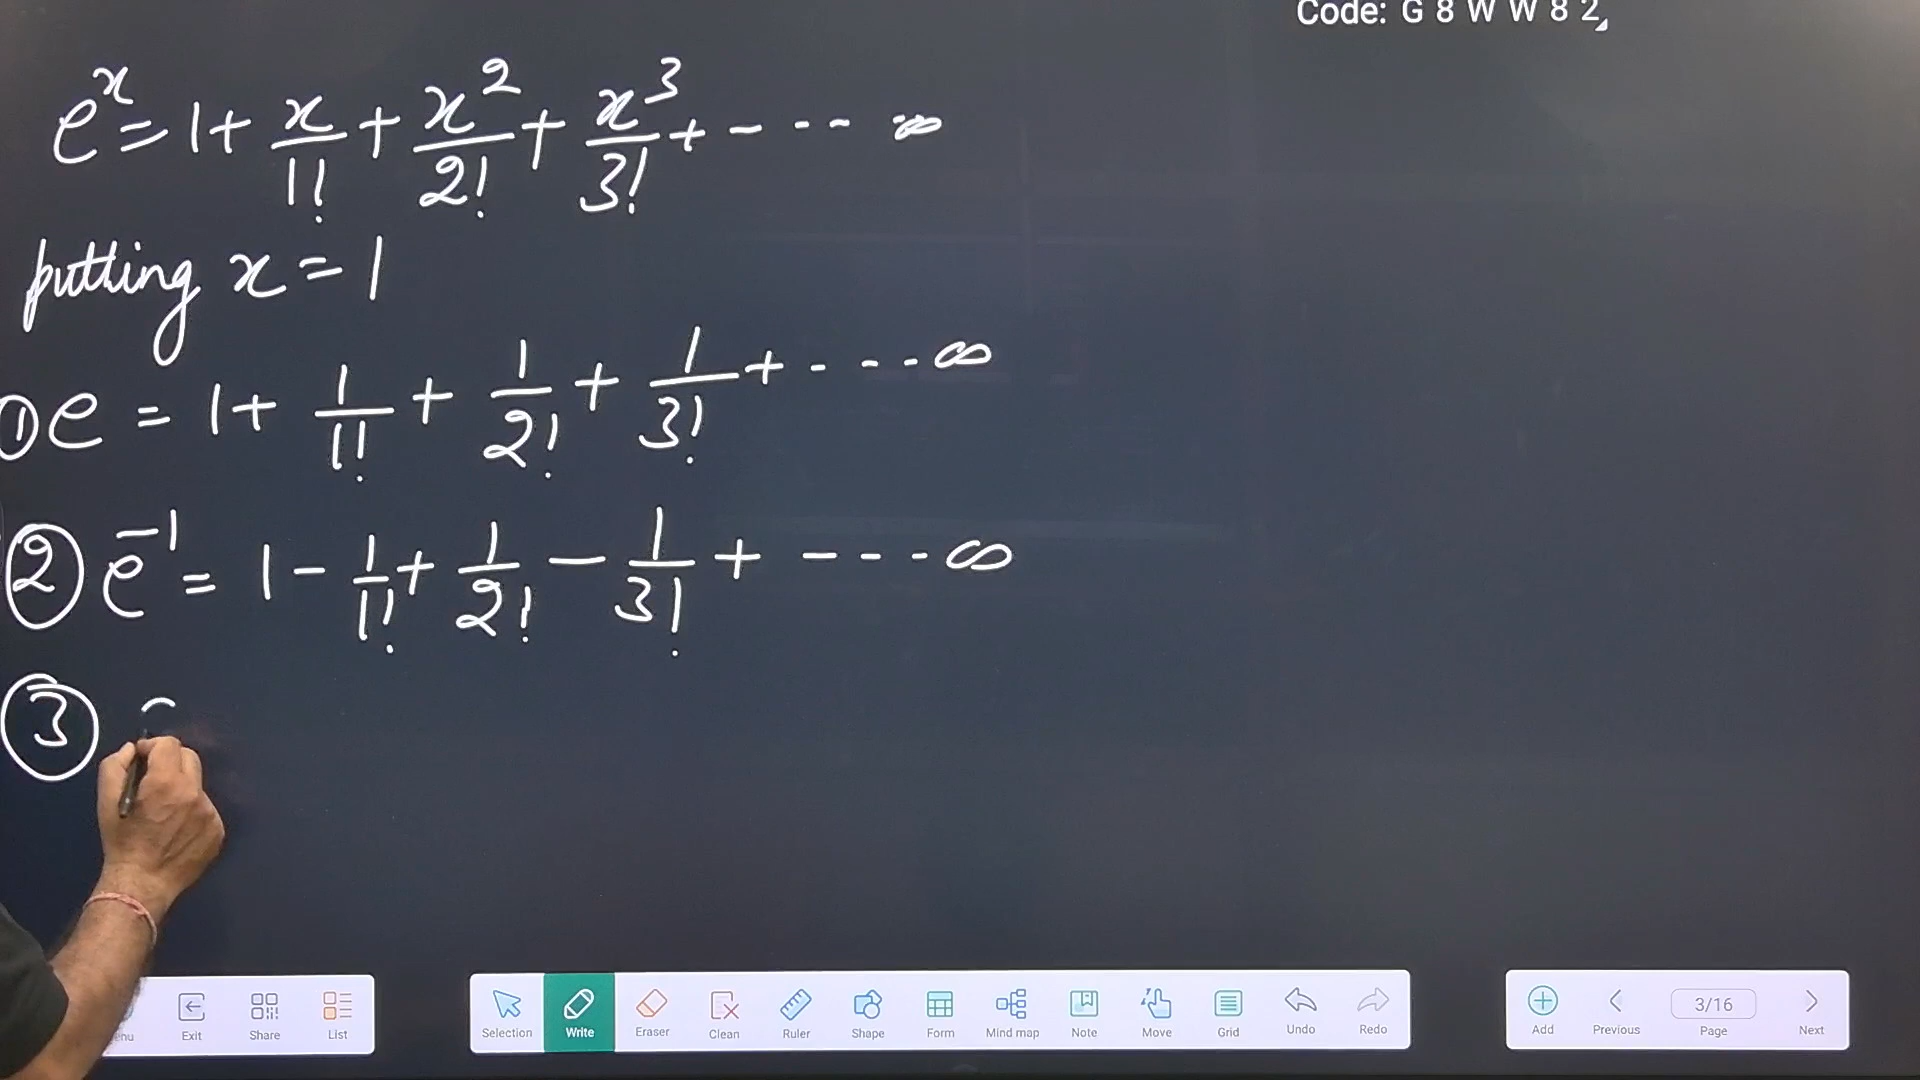 Code: G 8 W W 8 2
e^x = 1 + x/1! + x^2/2! + x^3/3! + - - - - ∞
putting x = 1
① e = 1 + 1/1! + 1/2! + 1/3! + - - - - ∞
② e^-1 = 1 - 1/1! + 1/2! - 1/3! + - - - - ∞
③
Exit Share List Selection Write Eraser Clean Ruler Shape Form Mind map Note Move Grid Undo Redo Add Previous 3/16 Page Next